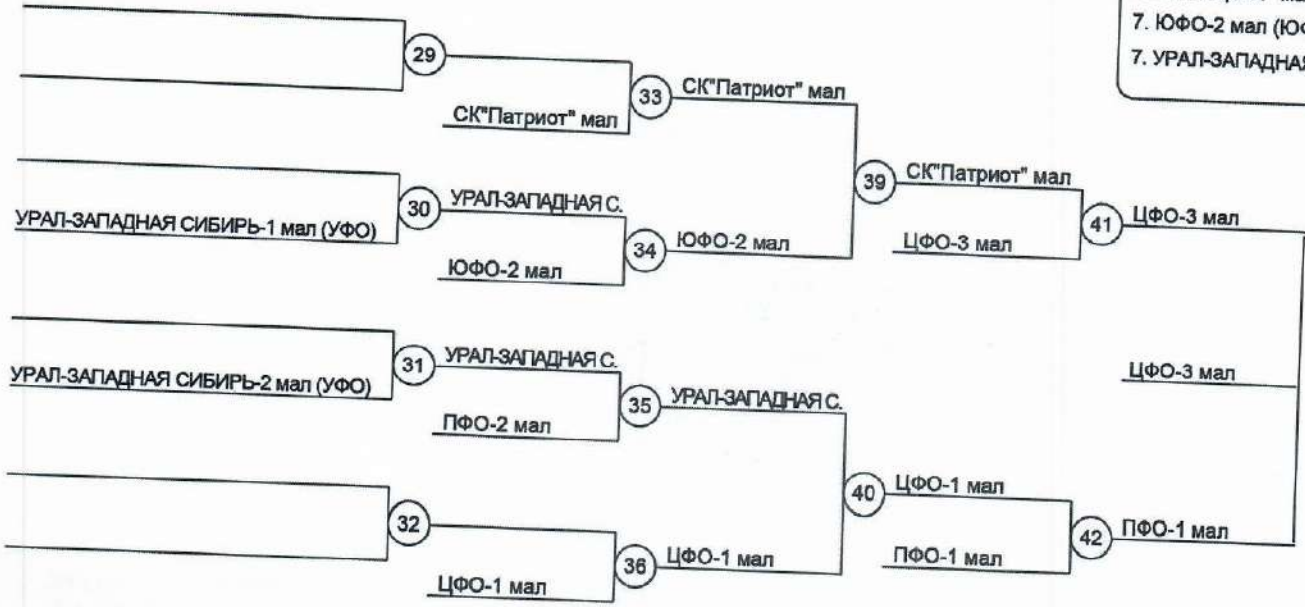 7. ЮФО-2 мал
7. УРАЛ-ЗАПАДНАЯ
29
33
СК"Патриот" мал
СК"Патриот" мал
39
СК"Патриот" мал
30
УРАЛ-ЗАПАДНАЯ С.
УРАЛ-ЗАПАДНАЯ СИБИРЬ-1 мал (УФО)
34
ЮФО-2 мал
ЮФО-2 мал
41
ЦФО-3 мал
ЦФО-3 мал
31
УРАЛ-ЗАПАДНАЯ С.
УРАЛ-ЗАПАДНАЯ СИБИРЬ-2 мал (УФО)
35
УРАЛ-ЗАПАДНАЯ С.
ПФО-2 мал
ЦФО-3 мал
40
ЦФО-1 мал
32
36
ЦФО-1 мал
ЦФО-1 мал
42
ПФО-1 мал
ПФО-1 мал